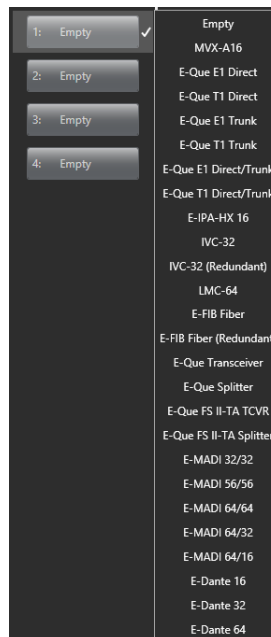 1: Empty
2: Empty
3: Empty
4: Empty
Empty
MVX-A16
E-Que E1 Direct
E-Que T1 Direct
E-Que E1 Trunk
E-Que T1 Trunk
E-Que E1 Direct/Trunk
E-Que T1 Direct/Trunk
E-IPA-HX 16
IVC-32
IVC-32 (Redundant)
LMC-64
E-FIB Fiber
E-FIB Fiber (Redundant
E-Que Transceiver
E-Que Splitter
E-Que FS II-TA TCVR
E-Que FS II-TA Splitter
E-MADI 32/32
E-MADI 56/56
E-MADI 64/64
E-MADI 64/32
E-MADI 64/16
E-Dante 16
E-Dante 32
E-Dante 64